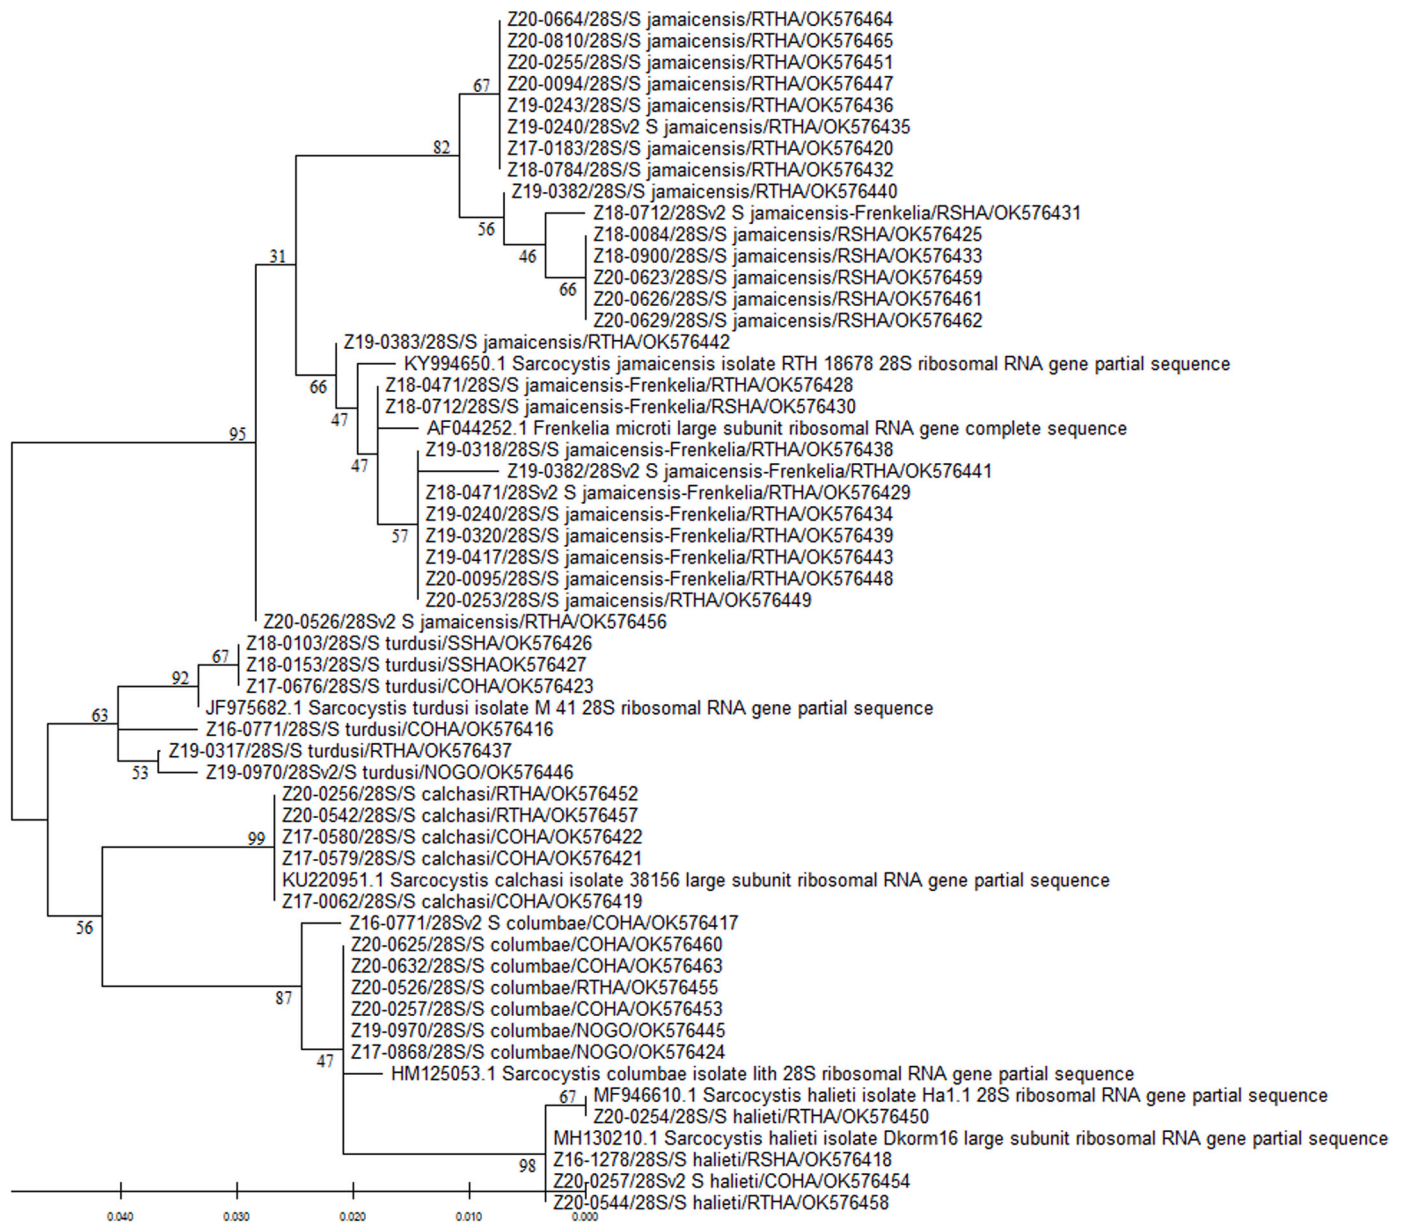 Z20-0664/28S/S jamaicensis/RTHA/OK576464
Z20-0810/28S/S jamaicensis/RTHA/OK576465
Z20-0255/28S/S jamaicensis/RTHA/OK576451
Z20-0094/28S/S jamaicensis/RTHA/OK576447
67
Z19-0243/28S/S jamaicensis/RTHA/OK576436
Z19-0240/28Sv2 S jamaicensis/RTHA/OK576435
82
Z17-0183/28S/S jamaicensis/RTHA/OK576420
Z18-0784/28S/S jamaicensis/RTHA/OK576432
Z19-0382/28S/S jamaicensis/RTHA/OK576440
Z18-0712/28Sv2 S jamaicensis-Frenkelia/RSHA/OK576431
56
Z18-0084/28S/S jamaicensis/RSHA/OK576425
31
46
Z18-0900/28S/S jamaicensis/RSHA/OK576433
Z20-0623/28S/S jamaicensis/RSHA/OK576459
66
Z20-0626/28S/S jamaicensis/RSHA/OK576461
Z20-0629/28S/S jamaicensis/RSHA/OK576462
Z19-0383/28S/S jamaicensis/RTHA/OK576442
KY994650.1 Sarcocystis jamaicensis isolate RTH 18678 28S ribosomal RNA gene partial sequence
66
Z18-0471/28S/S jamaicensis-Frenkelia/RTHA/OK576428
Z18-0712/28S/S jamaicensis-Frenkelia/RSHA/OK576430
47
AF044252.1 Frenkelia microti large subunit ribosomal RNA gene complete sequence
95
Z19-0318/28S/S jamaicensis-Frenkelia/RTHA/OK576438
47
Z19-0382/28Sv2 S jamaicensis-Frenkelia/RTHA/OK576441
Z18-0471/28Sv2 S jamaicensis-Frenkelia/RTHA/OK576429
Z19-0240/28S/S jamaicensis-Frenkelia/RTHA/OK576434
57
Z19-0320/28S/S jamaicensis-Frenkelia/RTHA/OK576439
Z19-0417/28S/S jamaicensis-Frenkelia/RTHA/OK576443
Z20-0095/28S/S jamaicensis-Frenkelia/RTHA/OK576448
Z20-0253/28S/S jamaicensis/RTHA/OK576449
Z20-0526/28Sv2 S jamaicensis/RTHA/OK576456
Z18-0103/28S/S turdusi/SSHA/OK576426
67
Z18-0153/28S/S turdusi/SSHAOK576427
92
Z17-0676/28S/S turdusi/COHA/OK576423
JF975682.1 Sarcocystis turdusi isolate M 41 28S ribosomal RNA gene partial sequence
63
Z16-0771/28S/S turdusi/COHA/OK576416
Z19-0317/28S/S turdusi/RTHA/OK576437
53
Z19-0970/28Sv2/S turdusi/NOGO/OK576446
Z20-0256/28S/S calchasi/RTHA/OK576452
Z20-0542/28S/S calchasi/RTHA/OK576457
99
Z17-0580/28S/S calchasi/COHA/OK576422
Z17-0579/28S/S calchasi/COHA/OK576421
KU220951.1 Sarcocystis calchasi isolate 38156 large subunit ribosomal RNA gene partial sequence
Z17-0062/28S/S calchasi/COHA/OK576419
56
Z16-0771/28Sv2 S columbae/COHA/OK576417
Z20-0625/28S/S columbae/COHA/OK576460
Z20-0632/28S/S columbae/COHA/OK576463
Z20-0526/28S/S columbae/RTHA/OK576455
87
Z20-0257/28S/S columbae/COHA/OK576453
Z19-0970/28S/S columbae/NOGO/OK576445
Z17-0868/28S/S columbae/NOGO/OK576424
47
HM125053.1 Sarcocystis columbae isolate lith 28S ribosomal RNA gene partial sequence
67
MF946610.1 Sarcocystis halieti isolate Ha1.1 28S ribosomal RNA gene partial sequence
Z20-0254/28S/S halieti/RTHA/OK576450
MH130210.1 Sarcocystis halieti isolate Dkorm16 large subunit ribosomal RNA gene partial sequence
98
Z16-1278/28S/S halieti/RSHA/OK576418
Z20-0257/28Sv2 S halieti/COHA/OK576454
Z20-0544/28S/S halieti/RTHA/OK576458
0.040 0.030 0.020 0.010 0.000